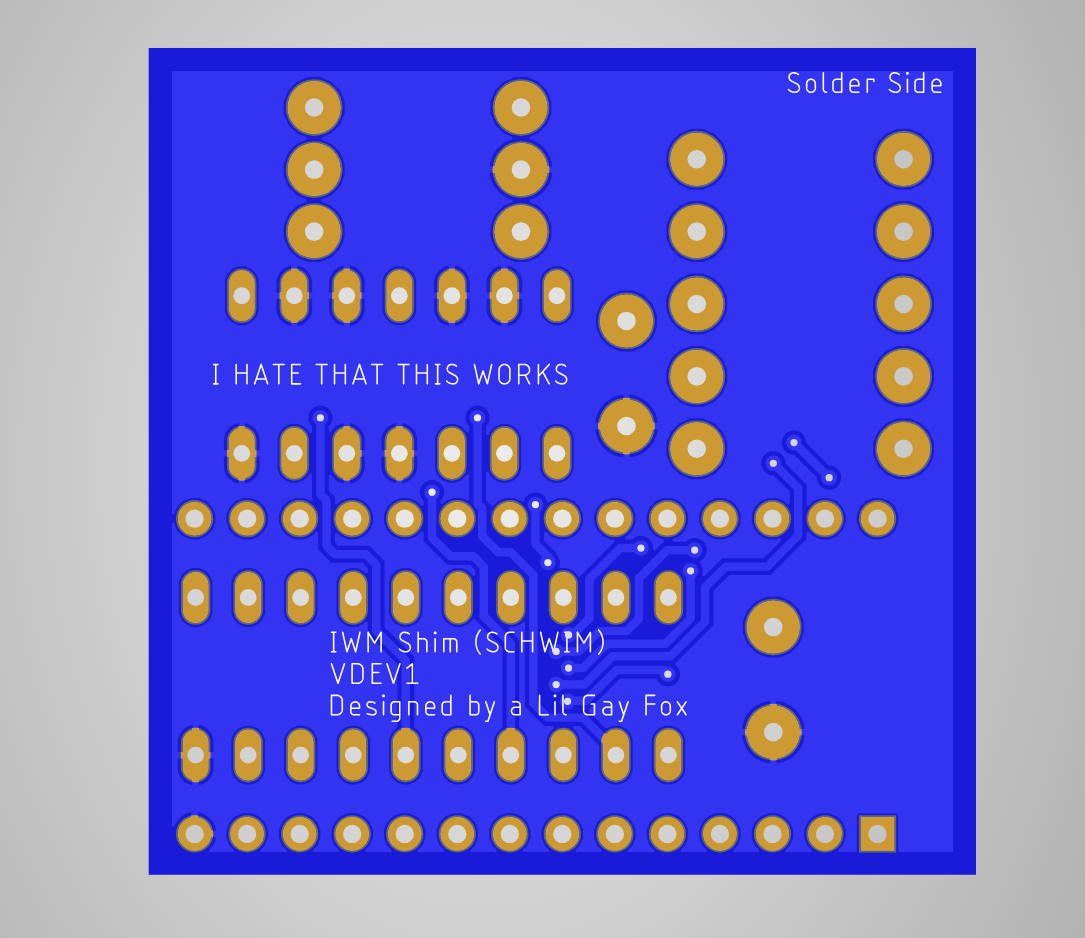 Solder Side
I HATE THAT THIS WORKS
IWM Shim (SCHWIM)
VDEV1
Designed by a Lil Gay Fox